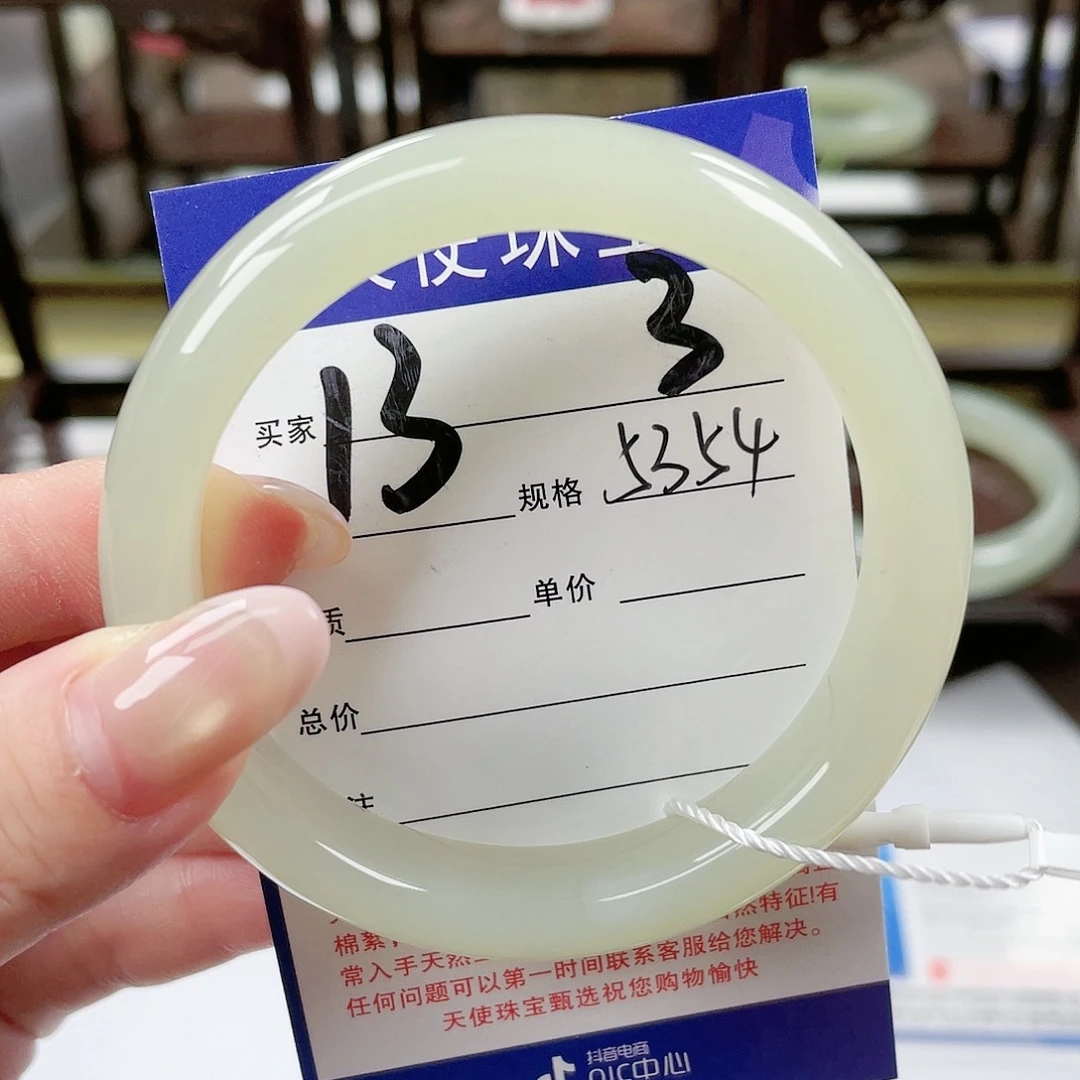 使珠
13 3
买家
规格 5354
质 单价
总价
注
然特征!有
棉絮
常入手天然
任何问题可以第一时间联系客服给您解决。
天使珠宝甄选祝您购物愉快
抖音电商
QIC中心